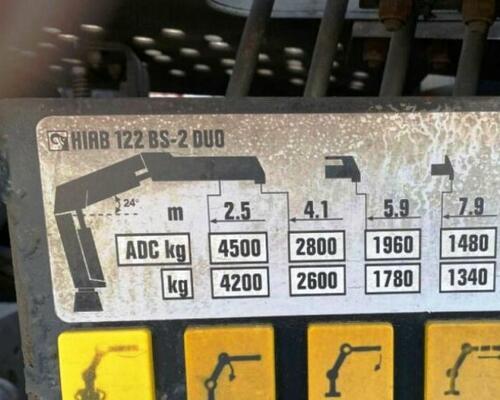 HIAB 122 BS-2 DUO
24°
m 2.5 4.1 5.9 7.9
ADC kg 4500 2800 1960 1480
kg 4200 2600 1780 1340